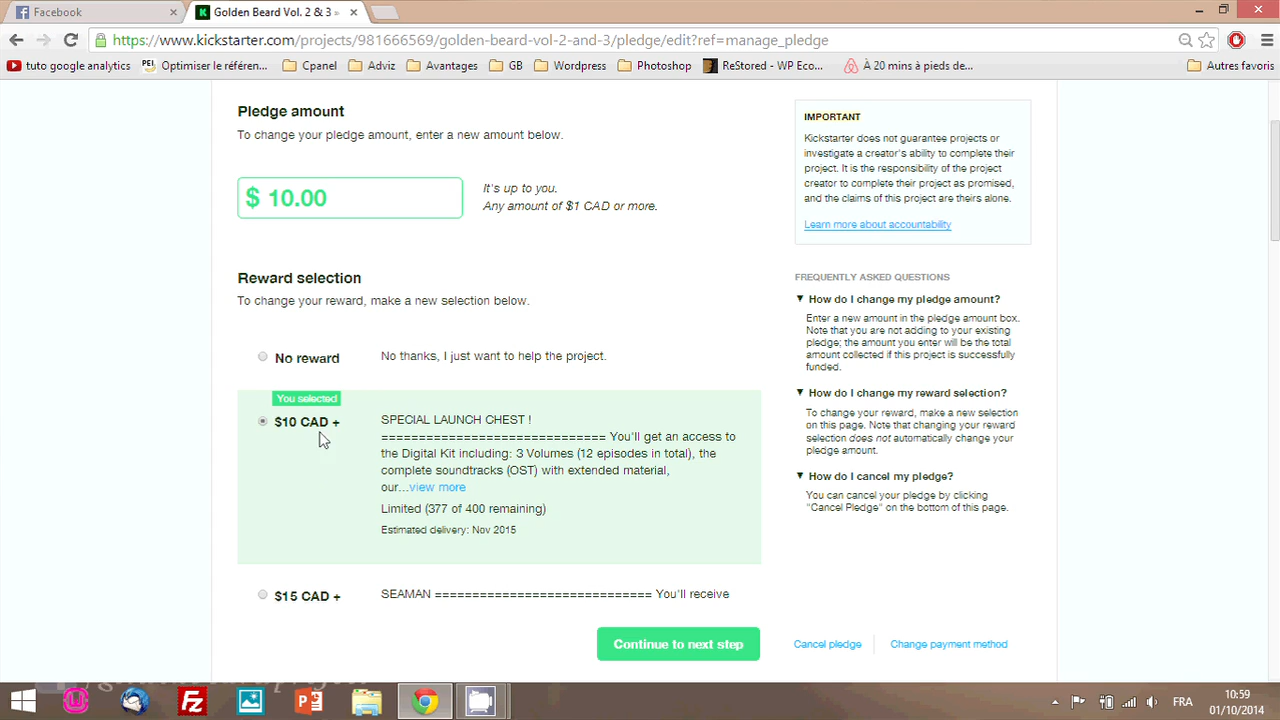 Facebook
Golden Beard Vol. 2 & 3
https://www.kickstarter.com/projects/981666569/golden-beard-vol-2-and-3/pledge/edit?ref=manage_pledge
tuto google analytics
PEI
Optimiser le référen...
Cpanel
Adviz
Avantages
GB
Wordpress
Photoshop
ReStored - WP Eco...
À 20 mins à pieds de...
Autres favoris
Pledge amount
To change your pledge amount, enter a new amount below.
$ 10.00
It's up to you.
Any amount of $1 CAD or more.
Reward selection
To change your reward, make a new selection below.
No reward
No thanks, I just want to help the project.
You selected
$10 CAD +
SPECIAL LAUNCH CHEST !
============================== You'll get an access to
the Digital Kit including: 3 Volumes (12 episodes in total), the
complete soundtracks (OST) with extended material,
our...view more
Limited (377 of 400 remaining)
Estimated delivery: Nov 2015
$15 CAD +
SEAMAN ============================= You'll receive
Continue to next step
IMPORTANT
Kickstarter does not guarantee projects or
investigate a creator's ability to complete their
project. It is the responsibility of the project
creator to complete their project as promised,
and the claims of this project are theirs alone.
Learn more about accountability
FREQUENTLY ASKED QUESTIONS
▼ How do I change my pledge amount?
Enter a new amount in the pledge amount box.
Note that you are not adding to your existing
pledge; the amount you enter will be the total
amount collected if this project is successfully
funded.
▼ How do I change my reward selection?
To change your reward, make a new selection
on this page. Note that changing your reward
selection does not automatically change your
pledge amount.
▼ How do I cancel my pledge?
You can cancel your pledge by clicking
"Cancel Pledge" on the bottom of this page.
Cancel pledge
Change payment method
FRA
10:59
01/10/2014